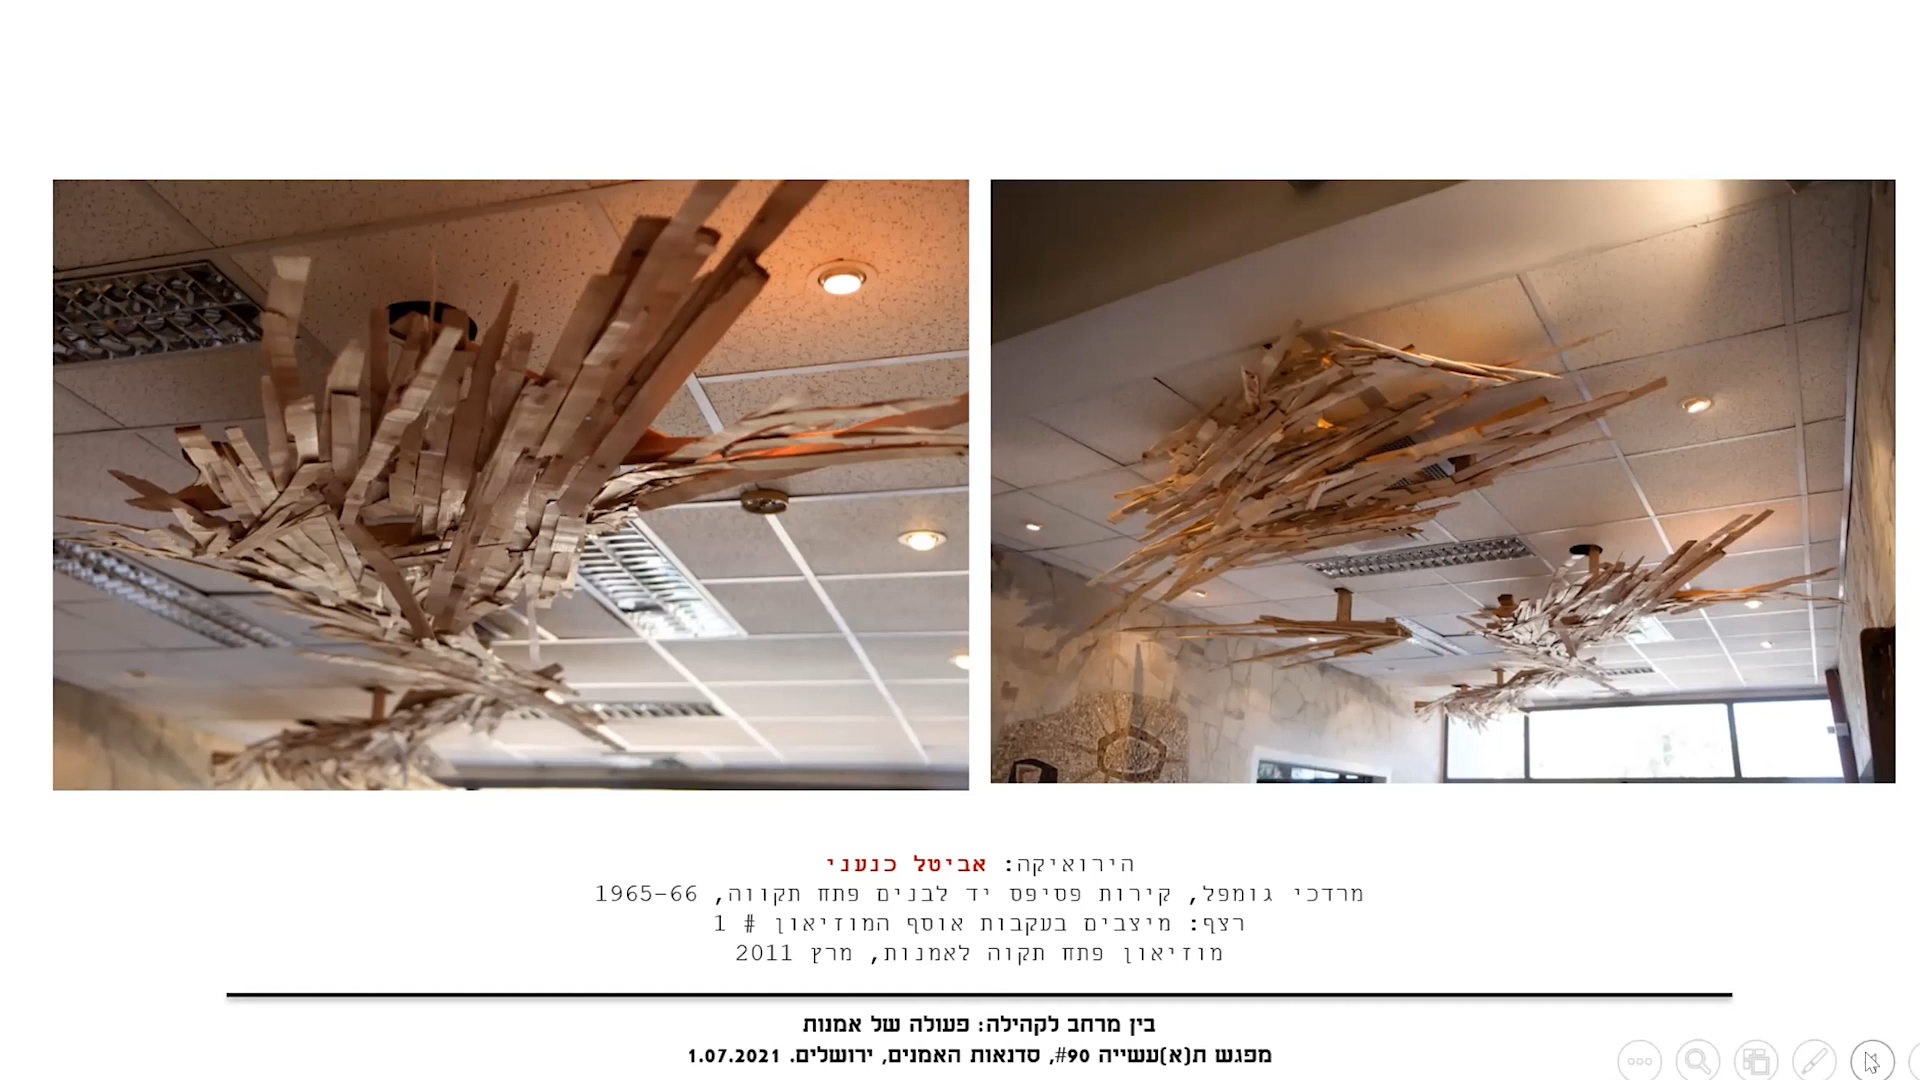 הירואיקה: אביטל כנעני
מרדכי גומפל, קירות פסיפס יד לבנים פתח תקווה, 1965-66
רצף: מיצבים בעקבות אוסף המוזיאון # 1
מוזיאון פתח תקוה לאמנות, מרץ 2011
בין מרחב לקהילה: פעולה של אמנות
מפגש ת(א)עשייה #90, סדנאות האמנים, ירושלים. 1.07.2021